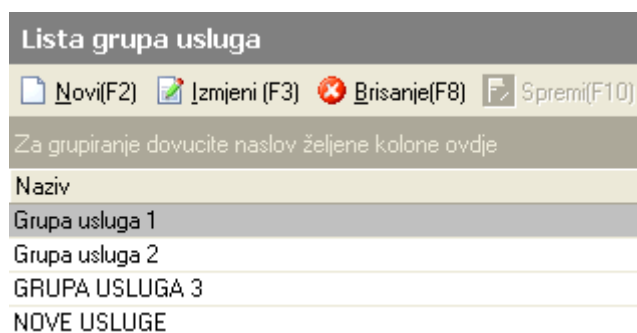 Lista grupa usluga
Novi(F2) Izmjeni (F3) Brisanje(F8) Spremi(F10)
Za grupiranje dovucite naslov željene kolone ovdje
Naziv
Grupa usluga 1
Grupa usluga 2
GRUPA USLUGA 3
NOVE USLUGE